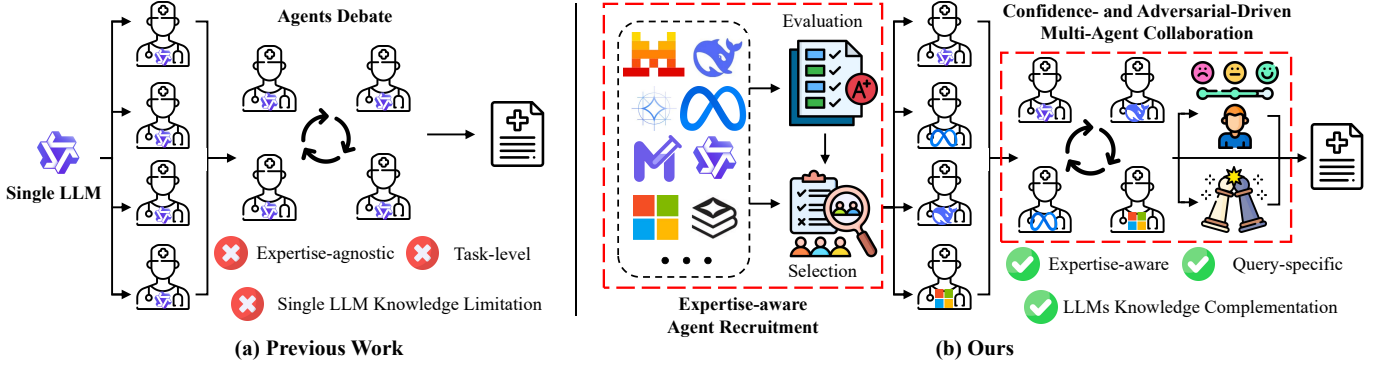 Agents Debate
Single LLM
Expertise-agnostic
Task-level
Single LLM Knowledge Limitation
(a) Previous Work
Evaluation
A+
Selection
Expertise-aware
Agent Recruitment
Confidence- and Adversarial-Driven
Multi-Agent Collaboration
Expertise-aware
Query-specific
LLMs Knowledge Complementation
(b) Ours